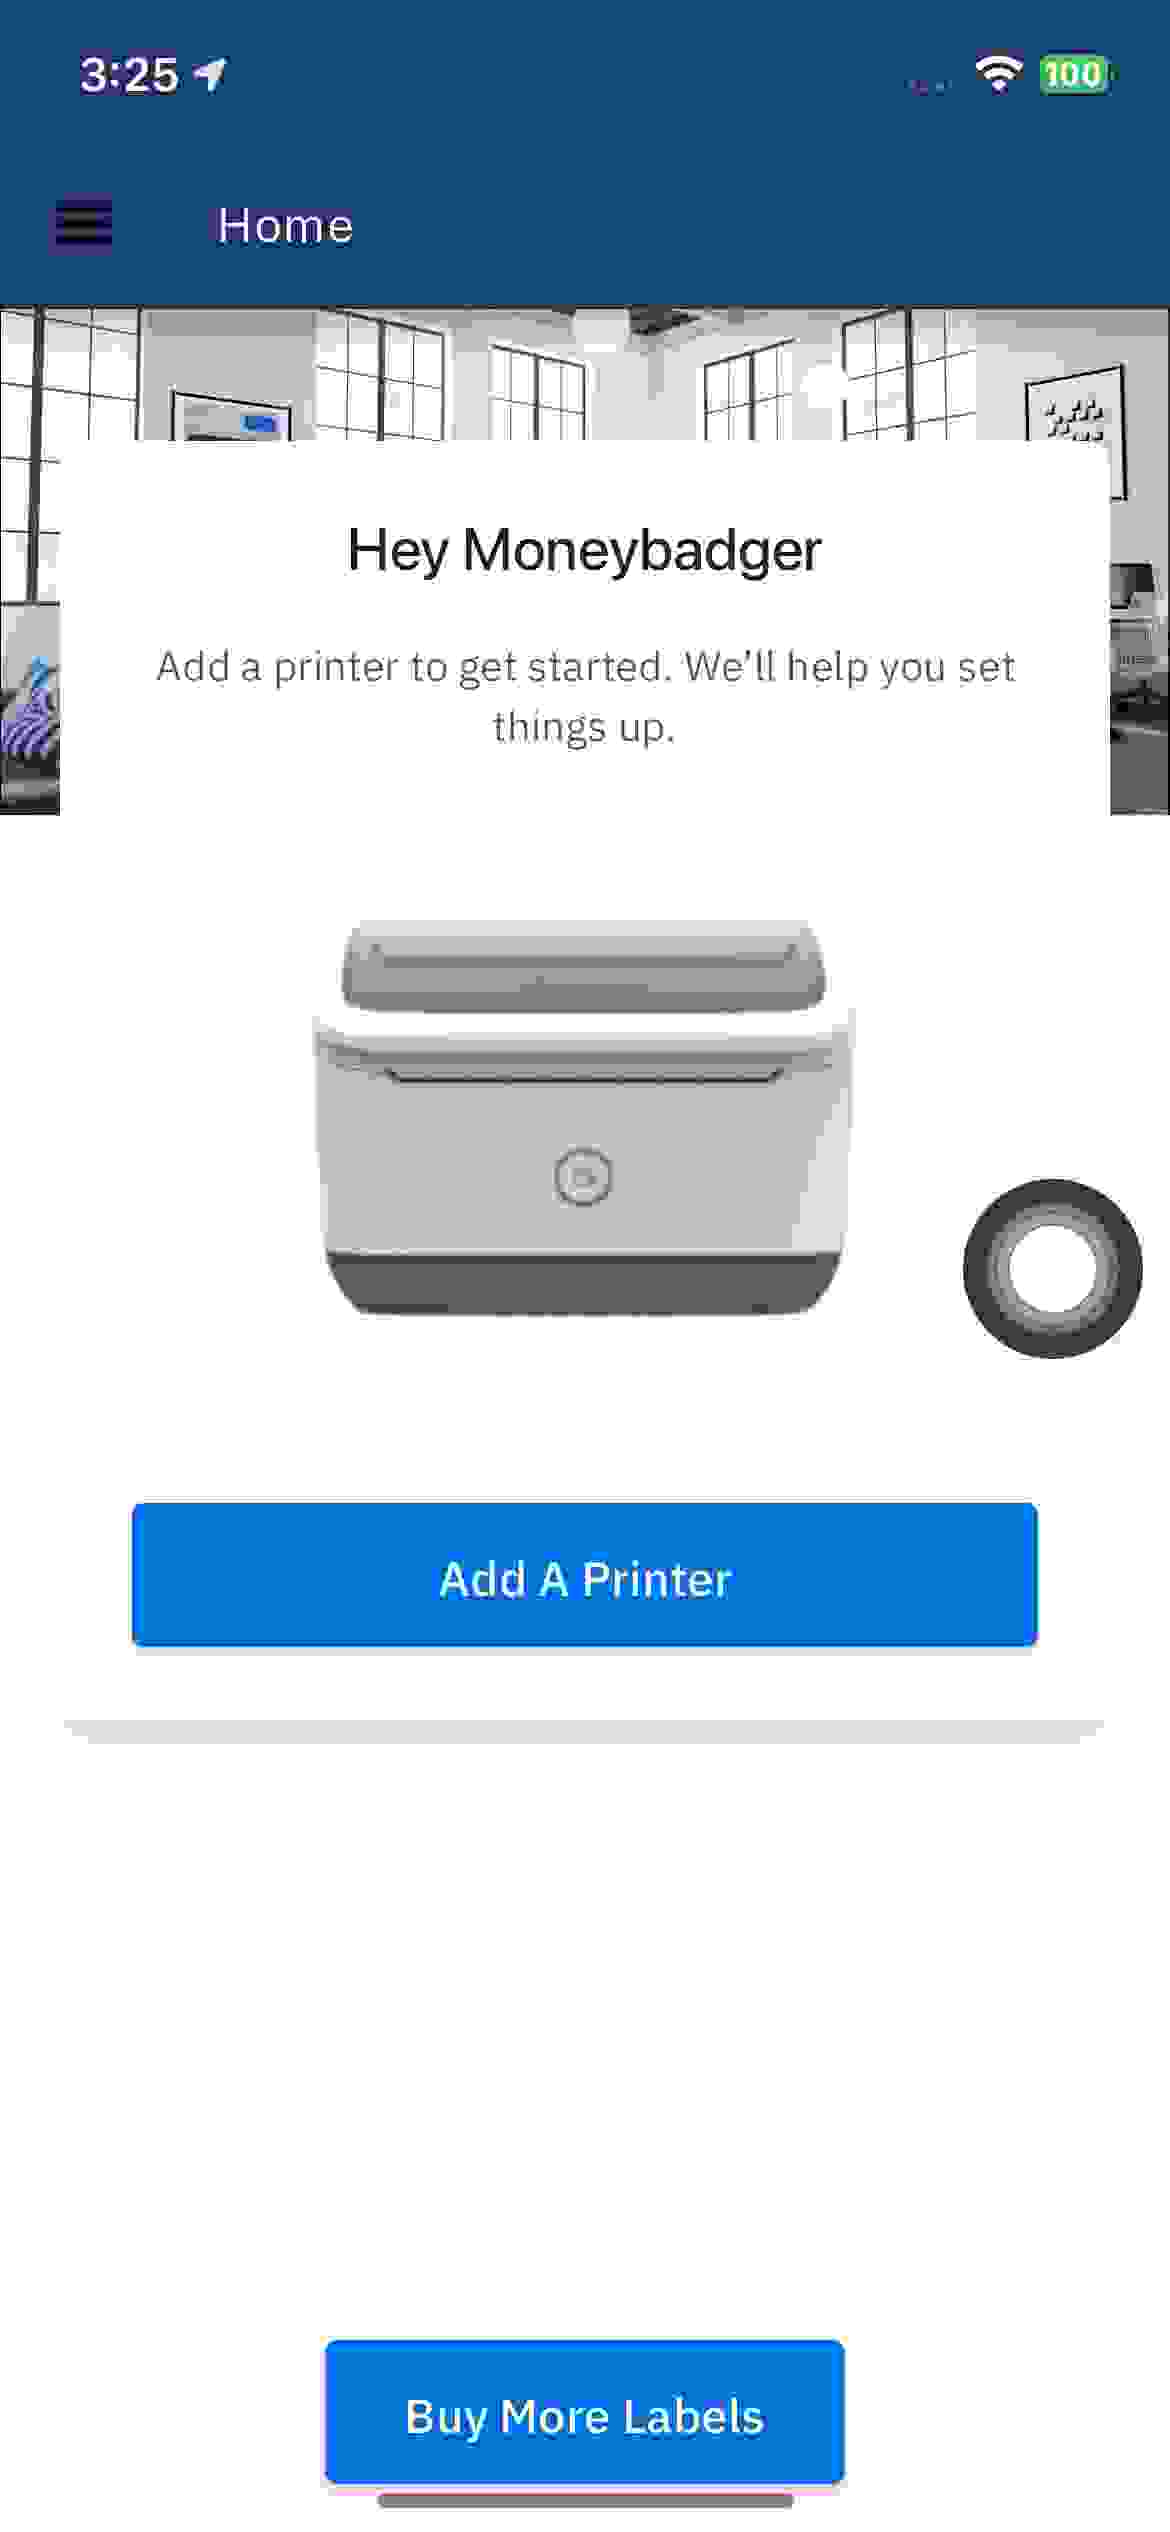 3:25
100
Home
Hey Moneybadger
Add a printer to get started. We'll help you set
things up.
Add A Printer
Buy More Labels